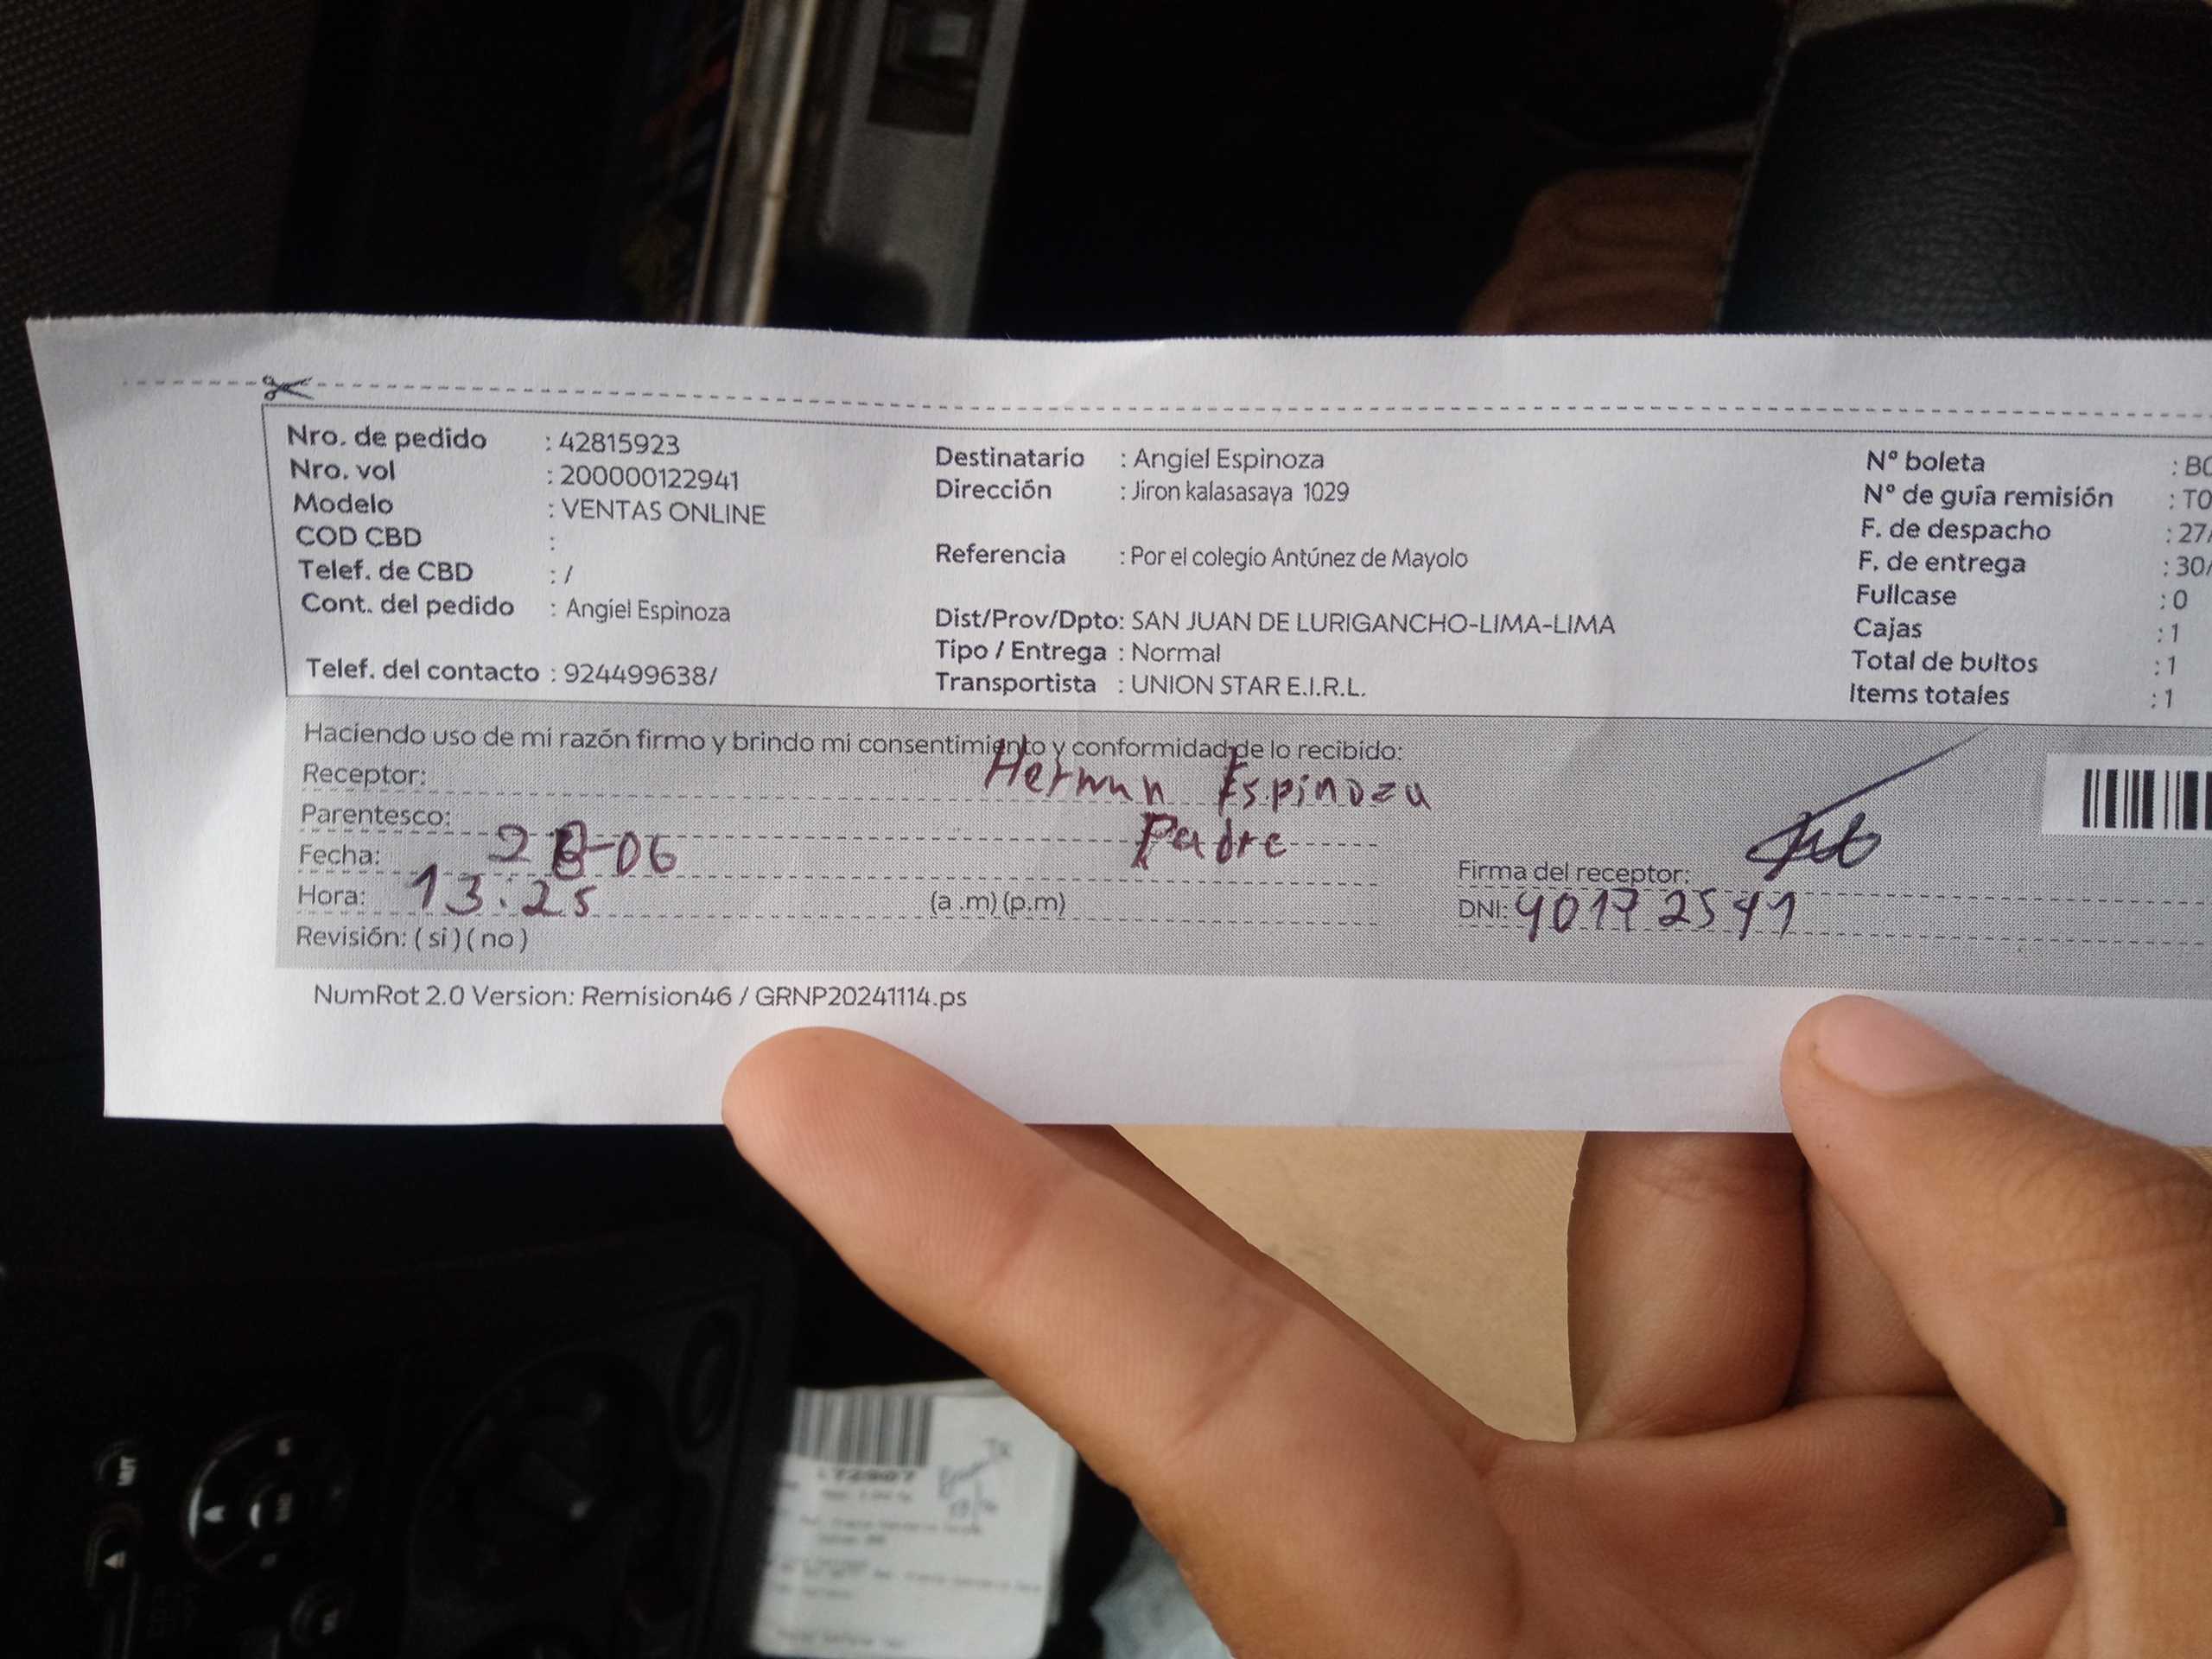 Nro. de pedido : 42815923
Nro. vol : 200000122941
Modelo : VENTAS ONLINE
COD CBD :
Telef. de CBD : /
Cont. del pedido : Angiel Espinoza
Telef. del contacto : 924499638/
Destinatario : Angiel Espinoza
Dirección : Jiron kalasasaya 1029
Referencia : Por el colegio Antúnez de Mayolo
Dist/Prov/Dpto: SAN JUAN DE LURIGANCHO-LIMA-LIMA
Tipo / Entrega : Normal
Transportista : UNION STAR E.I.R.L.
Nº boleta : B
Nº de guía remisión : T0
F. de despacho : 27/
F. de entrega : 30/
Fullcase : 0
Cajas : 1
Total de bultos : 1
Items totales : 1
Haciendo uso de mi razón firmo y brindo mi consentimiento y conformidad de lo recibido:
Receptor: Espinoza
Parentesco: Padre
Fecha: 28-06
Hora: 13:25 (a .m) (p.m)
Revisión: ( si ) ( no )
Firma del receptor:
DNI:
NumRot 2.0 Version: Remision46 / GRNP20241114.ps